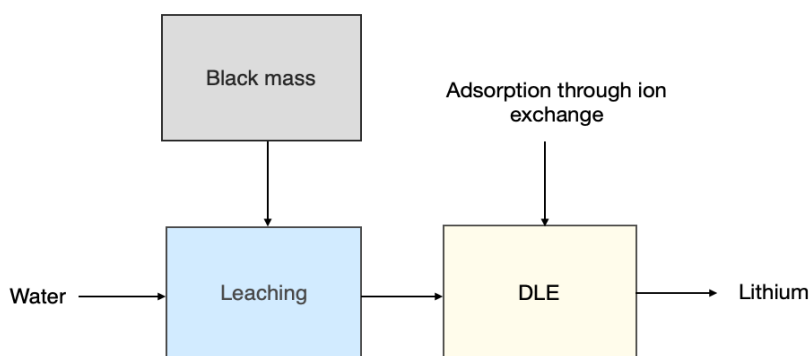 Black mass
Adsorption through ion
exchange
Water
Leaching
DLE
Lithium